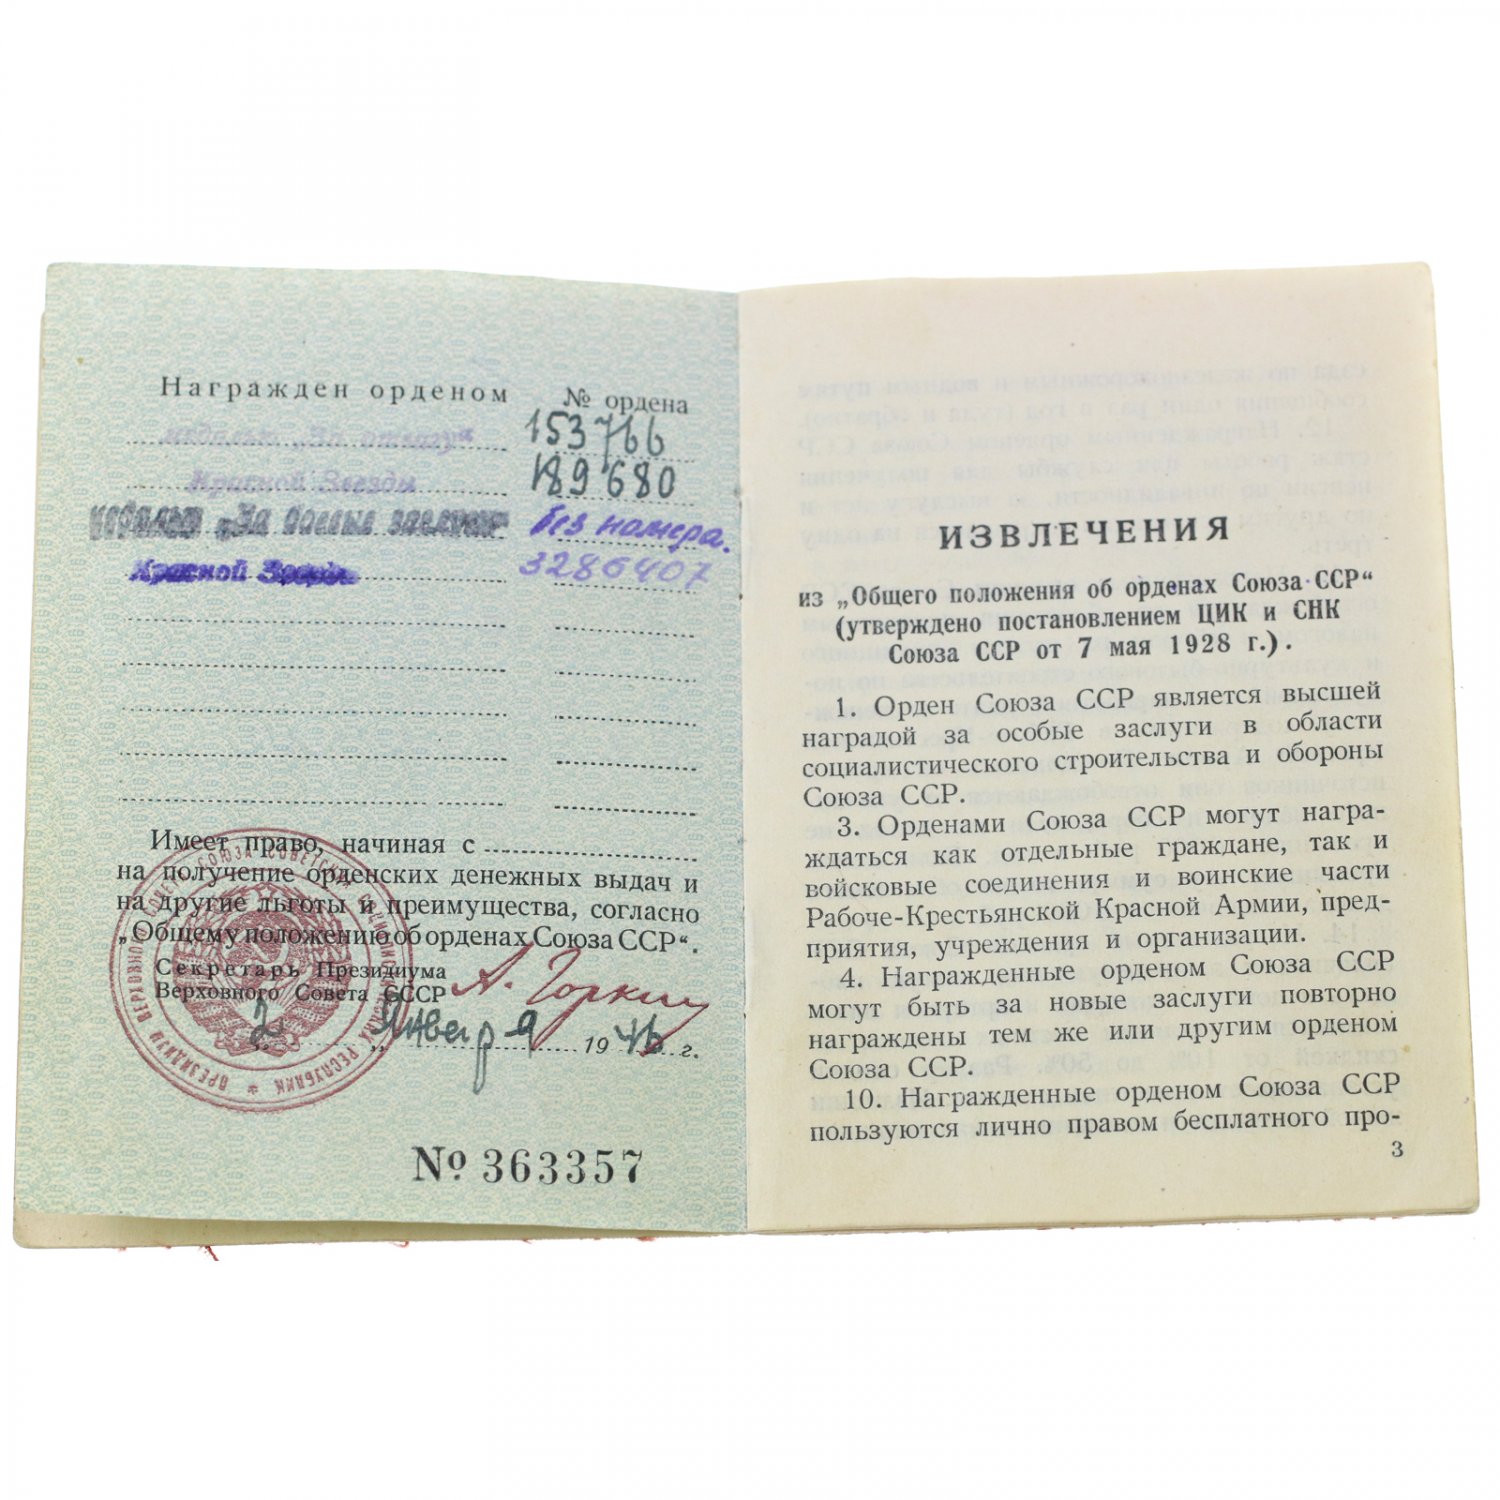 Награжден орденом № ордена
медалью „За отвагу“ 153766
Красной Звезды 189680
медалью „За боевые заслуги“ без номера.
Красной Звезды 3286407
Имеет право, начиная с
на получение орденских денежных выдач и
на другие льготы и преимущества, согласно
„Общему положению об орденах Союза ССР“.
Секретарь Президиума
Верховного Совета СССР А. Горкин
„2„ Января 1946 г.
№ 363357
ИЗВЛЕЧЕНИЯ
из „Общего положения об орденах Союза ССР“
(утверждено постановлением ЦИК и СНК
Союза ССР от 7 мая 1928 г.).
1. Орден Союза ССР является высшей
наградой за особые заслуги в области
социалистического строительства и обороны
Союза ССР.
3. Орденами Союза ССР могут награ-
ждаться как отдельные граждане, так и
войсковые соединения и воинские части
Рабоче-Крестьянской Красной Армии, пред-
приятия, учреждения и организации.
4. Награжденные орденом Союза ССР
могут быть за новые заслуги повторно
награждены тем же или другим орденом
Союза ССР.
10. Награжденные орденом Союза ССР
пользуются лично правом бесплатного про-
3